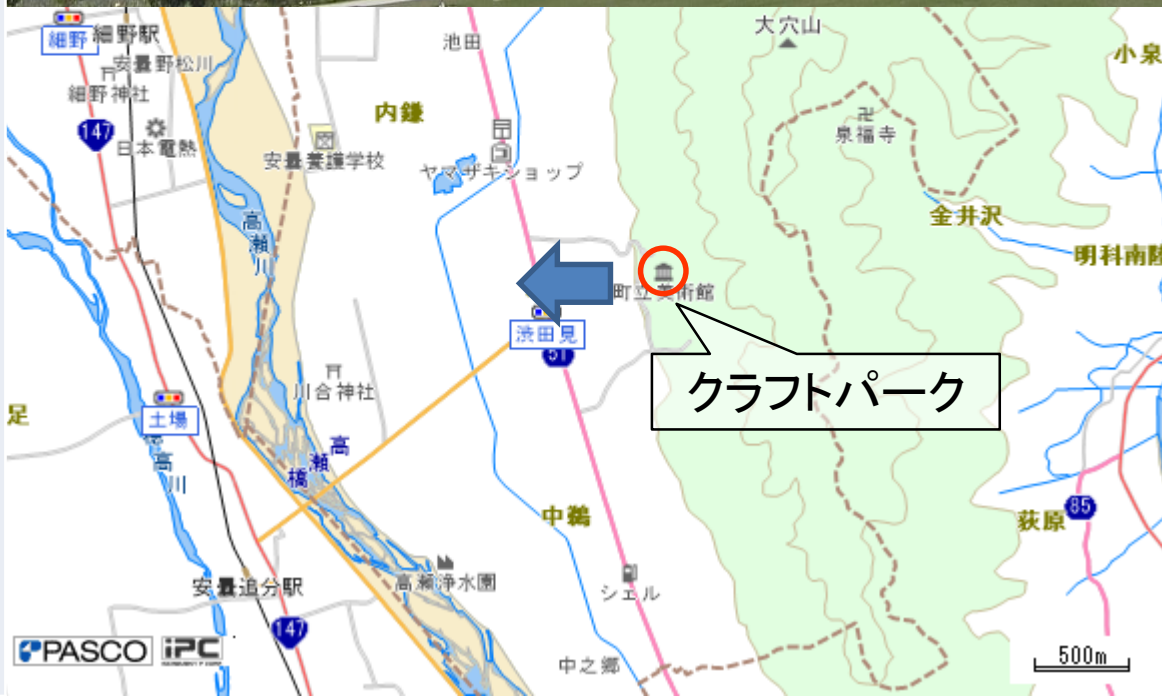 大穴山
池田
細野
細野駅
小泉
安曇野松川
細野神社
内鎌
147
日本電熱
安曇養護学校
泉福寺
ヤマザキショップ
金井沢
高瀬川
明科南陸
町立美術館
渋田見
51
クラフトパーク
川合神社
足
土場
穂高川
高瀬橋
中鵜
85
荻原
安曇追分駅
高瀬浄水園
シェル
147
PASCO
iPC
中之郷
500m